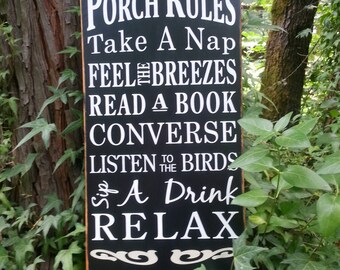 PORCH RULES
Take A Nap
FEEL THE BREEZES
READ A BOOK
CONVERSE
LISTEN TO THE BIRDS
Sip A Drink
RELAX